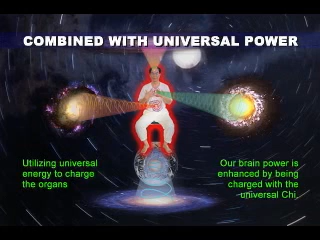 COMBINED WITH UNIVERSAL POWER
Utilizing universal
energy to charge
the organs
Our brain power is
enhanced by being
charged with the
universal Chi.